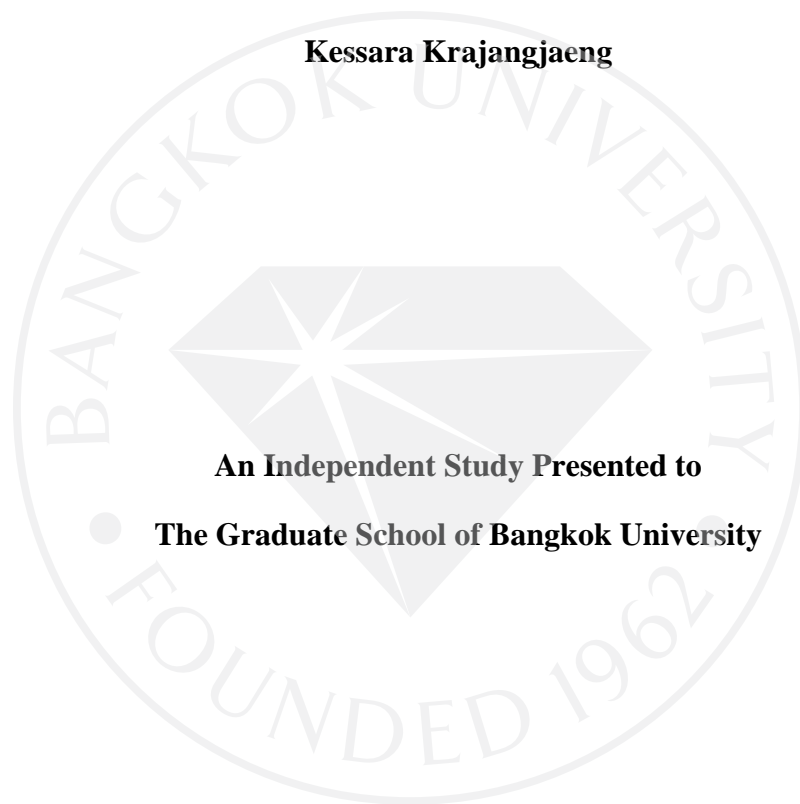 Kessara Krajangjaeng
BANGKOK UNIVERSITY
An Independent Study Presented to
The Graduate School of Bangkok University
FOUNDED 1962